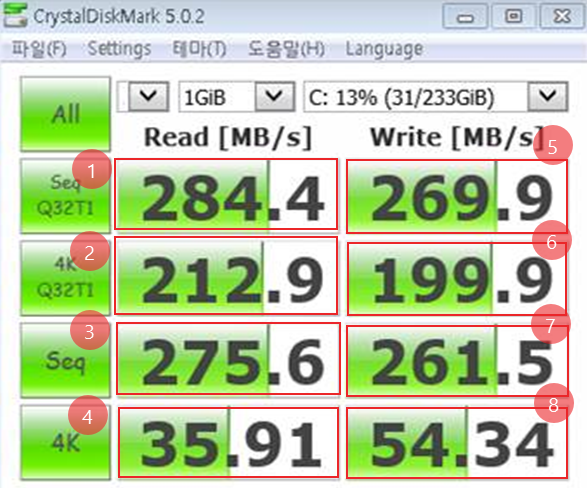 CrystalDiskMark 5.0.2
파일(F) Settings 테마(T) 도움말(H) Language
All
1GiB
C: 13% (31/233GiB)
Read [MB/s] Write [MB/s]
1
5
Seq
Q32T1
284.4 269.9
2
6
4K
Q32T1
212.9 199.9
3
7
Seq
275.6 261.5
4
8
4K
35.91 54.34